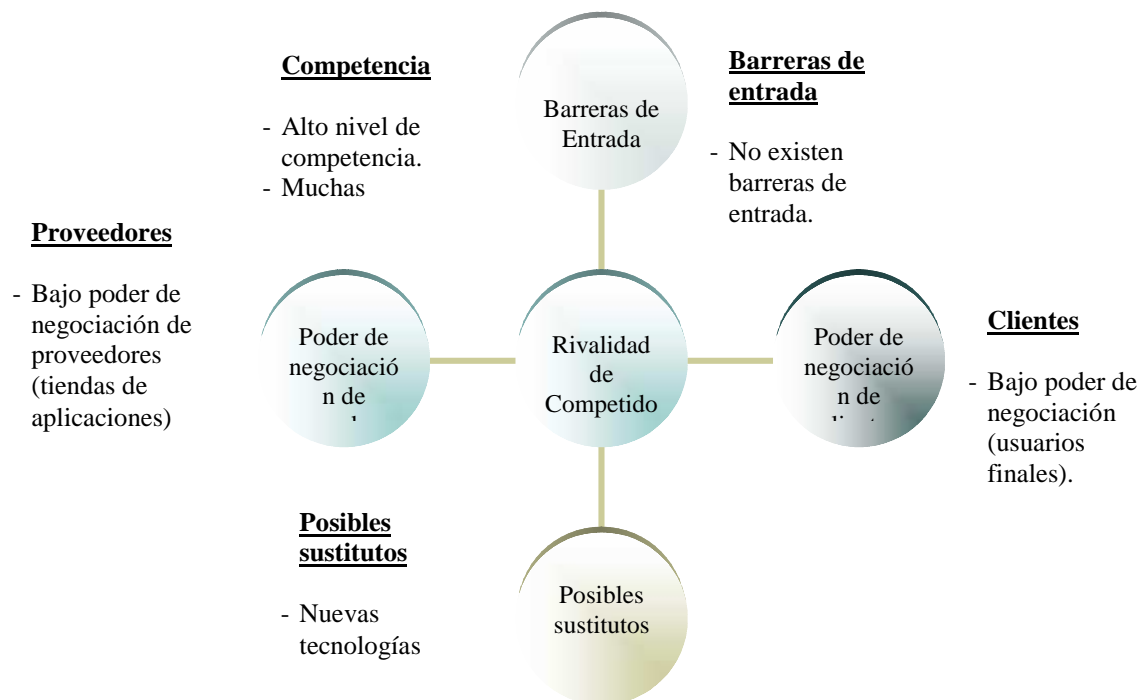 Competencia
- Alto nivel de
competencia.
- Muchas
Barreras de
Entrada
Barreras de
entrada
- No existen
barreras de
entrada.
Proveedores
- Bajo poder de
negociación de
proveedores
(tiendas de
aplicaciones)
Poder de
negociació
n de
Rivalidad
de
Competido
Poder de
negociació
n de
Clientes
- Bajo poder de
negociación
(usuarios
finales).
Posibles
sustitutos
- Nuevas
tecnologías
Posibles
sustitutos